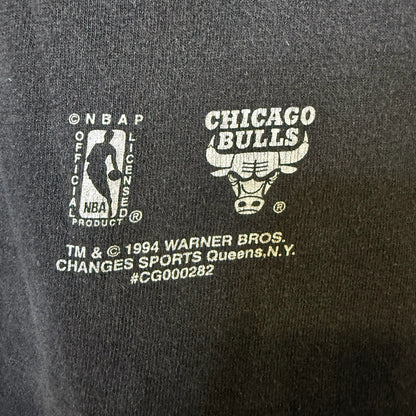 © NBAP
OFFICIAL LICENSED
NBA
PRODUCT ®
CHICAGO
BULLS
®
TM & © 1994 WARNER BROS.
CHANGES SPORTS Queens, N.Y.
#CG000282